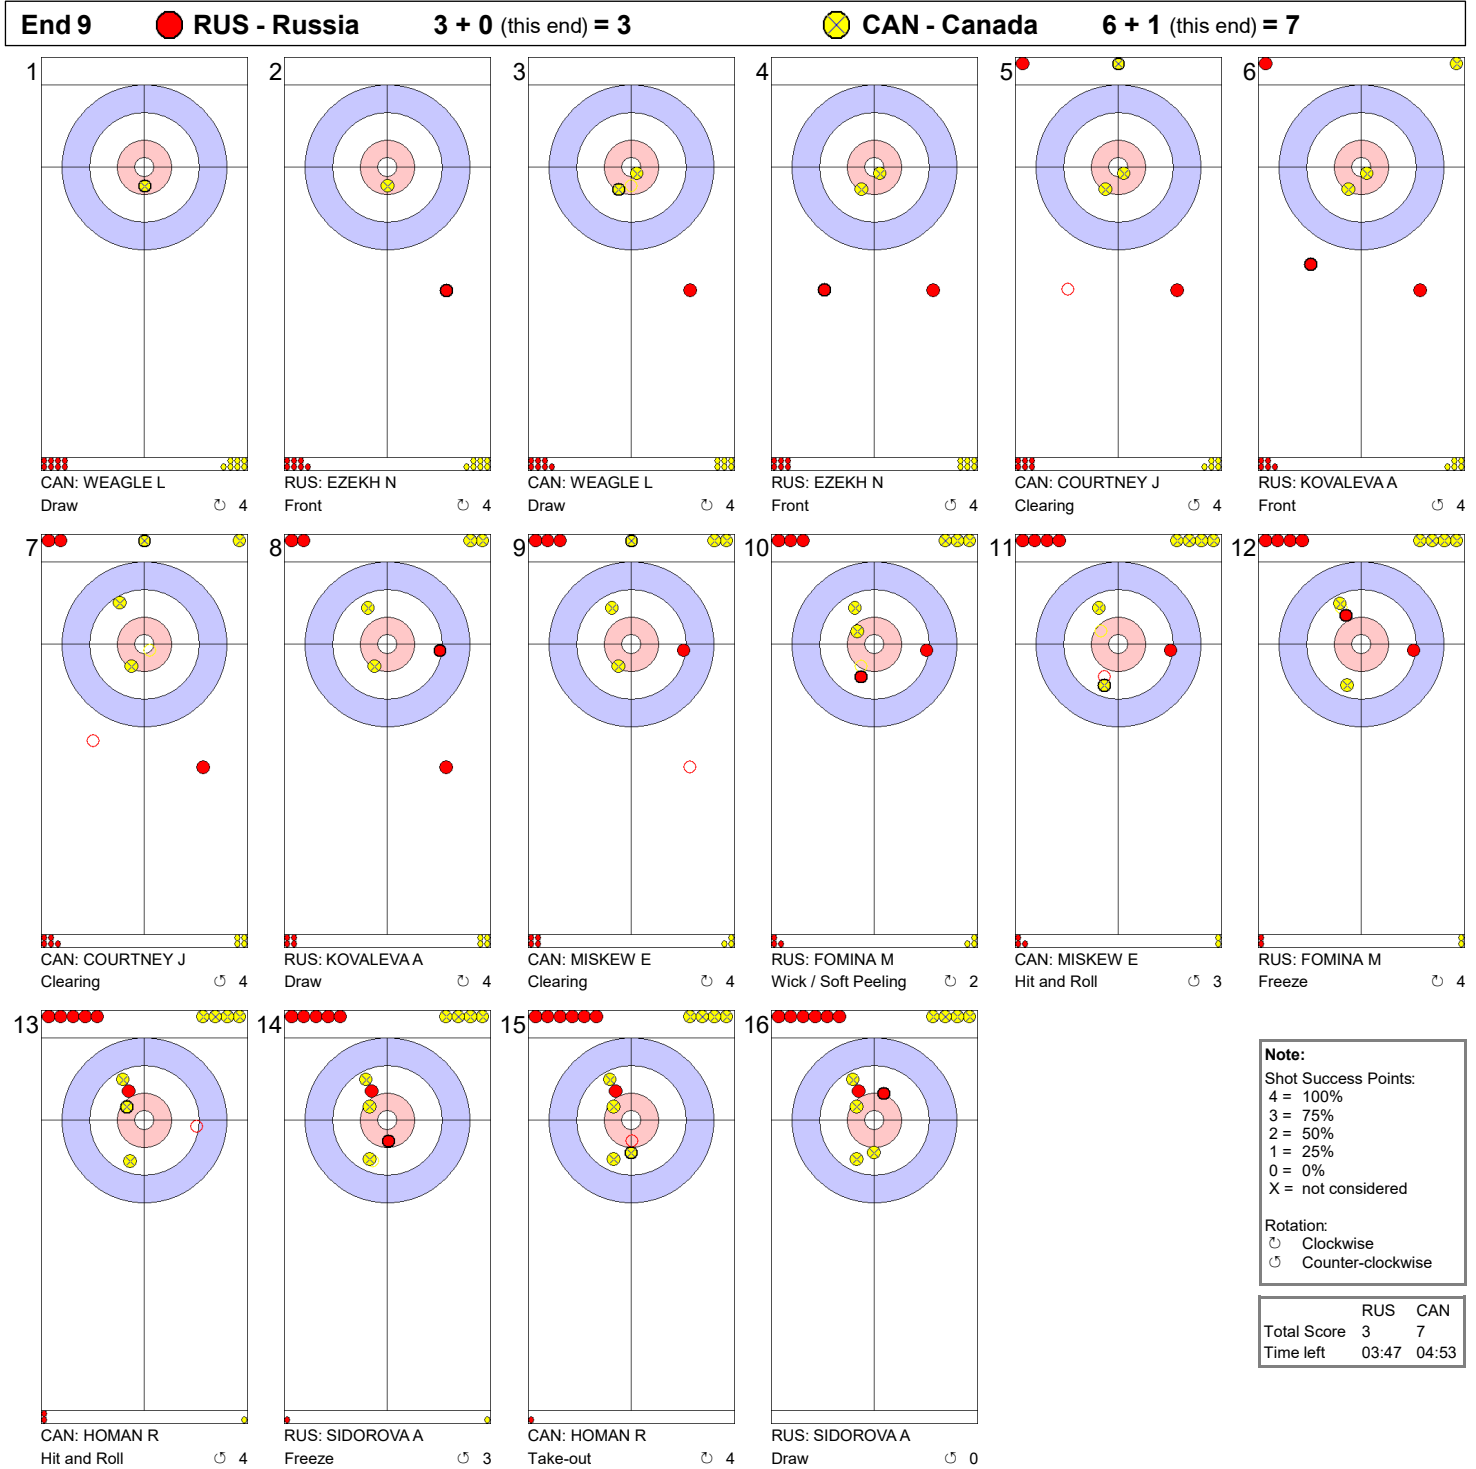 End 9 RUS - Russia 3 + 0 (this end) = 3 CAN - Canada 6 + 1 (this end) = 7
1 2 3 4 5 6
CAN: WEAGLE L RUS: EZEKH N CAN: WEAGLE L RUS: EZEKH N CAN: COURTNEY J RUS: KOVALEVA A
Draw ↻ 4 Front ↻ 4 Draw ↻ 4 Front ↺ 4 Clearing ↺ 4 Front ↺ 4
7 8 9 10 11 12
CAN: COURTNEY J RUS: KOVALEVA A CAN: MISKEW E RUS: FOMINA M CAN: MISKEW E RUS: FOMINA M
Clearing ↺ 4 Draw ↻ 4 Clearing ↻ 4 Wick / Soft Peeling ↻ 2 Hit and Roll ↺ 3 Freeze ↻ 4
13 14 15 16
CAN: HOMAN R RUS: SIDOROVA A CAN: HOMAN R RUS: SIDOROVA A
Hit and Roll ↺ 4 Freeze ↺ 3 Take-out ↻ 4 Draw ↺ 0
Note:
Shot Success Points:
4 = 100%
3 = 75%
2 = 50%
1 = 25%
0 = 0%
X = not considered
Rotation:
↻ Clockwise
↺ Counter-clockwise
RUS CAN
Total Score 3 7
Time left 03:47 04:53